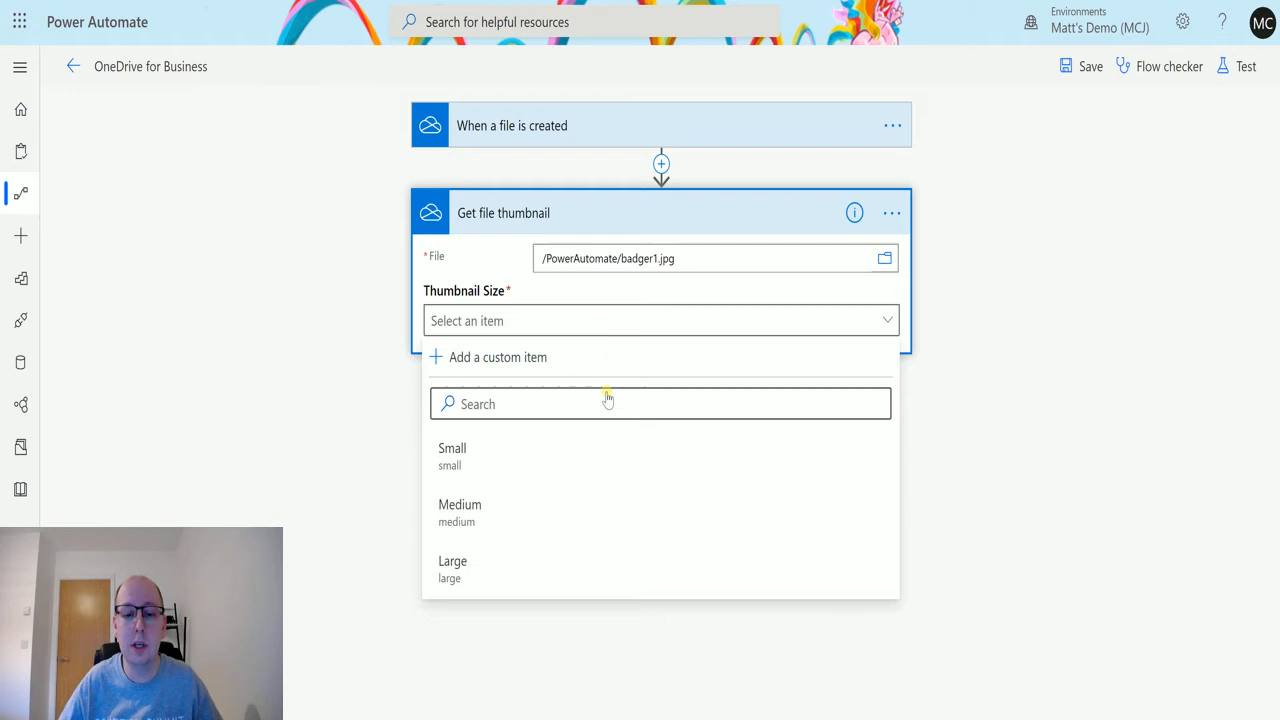 Power Automate
Search for helpful resources
Environments
Matt's Demo (MCJ)
MC
OneDrive for Business
Save
Flow checker
Test
When a file is created
Get file thumbnail
* File
/PowerAutomate/badger1.jpg
Thumbnail Size*
Select an item
Add a custom item
Search
Small
small
Medium
medium
Large
large